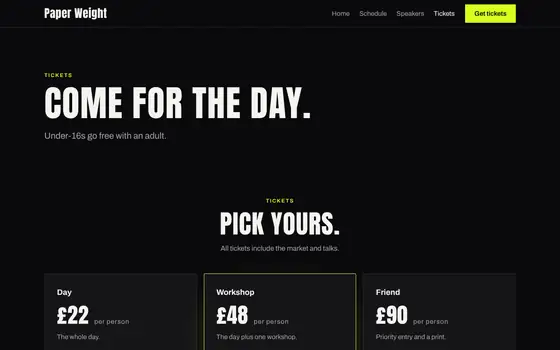 Paper Weight
Home Schedule Speakers Tickets Get tickets
TICKETS
COME FOR THE DAY.
Under-16s go free with an adult.
TICKETS
PICK YOURS.
All tickets include the market and talks.
Day
£22 per person
The whole day.
Workshop
£48 per person
The day plus one workshop.
Friend
£90 per person
Priority entry and a print.